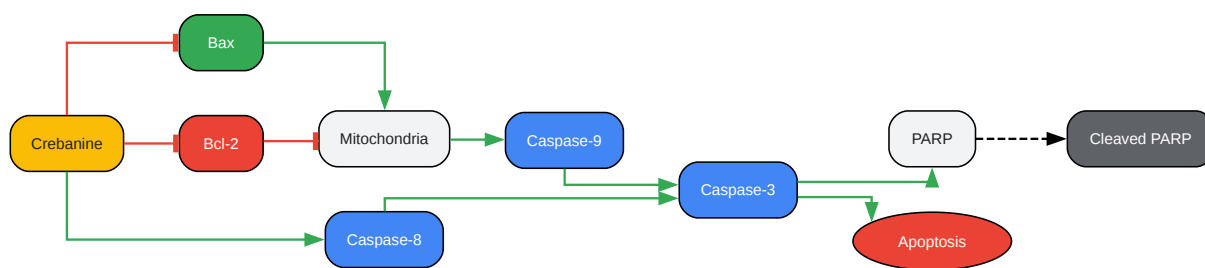 Bax
Crebanine
Bcl-2
Mitochondria
Caspase-9
PARP
Cleaved PARP
Caspase-3
Caspase-8
Apoptosis